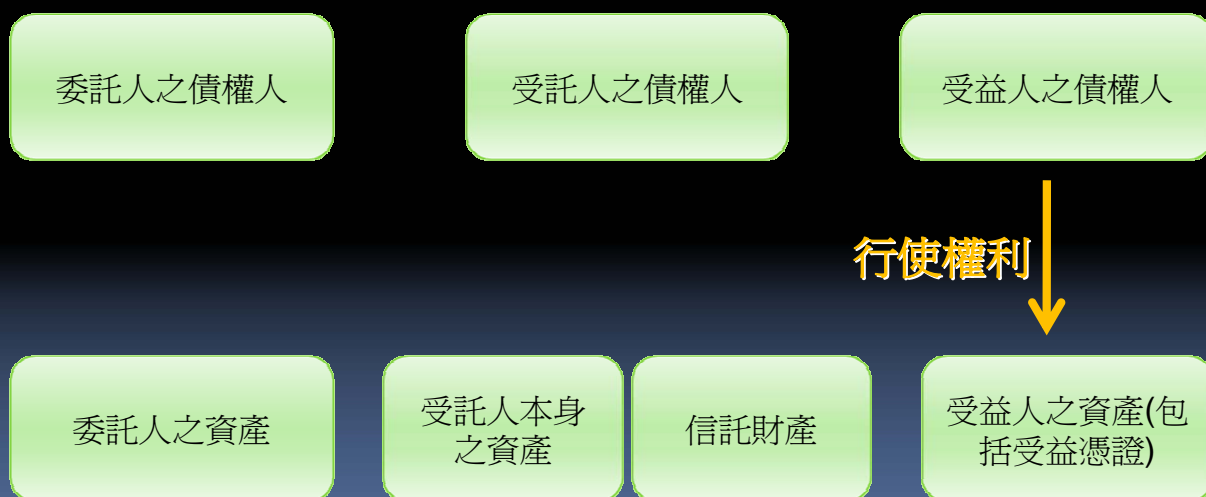 委託人之債權人
受託人之債權人
受益人之債權人
行使權利
委託人之資產
受託人本身
之資產
信託財產
受益人之資產(包
括受益憑證)